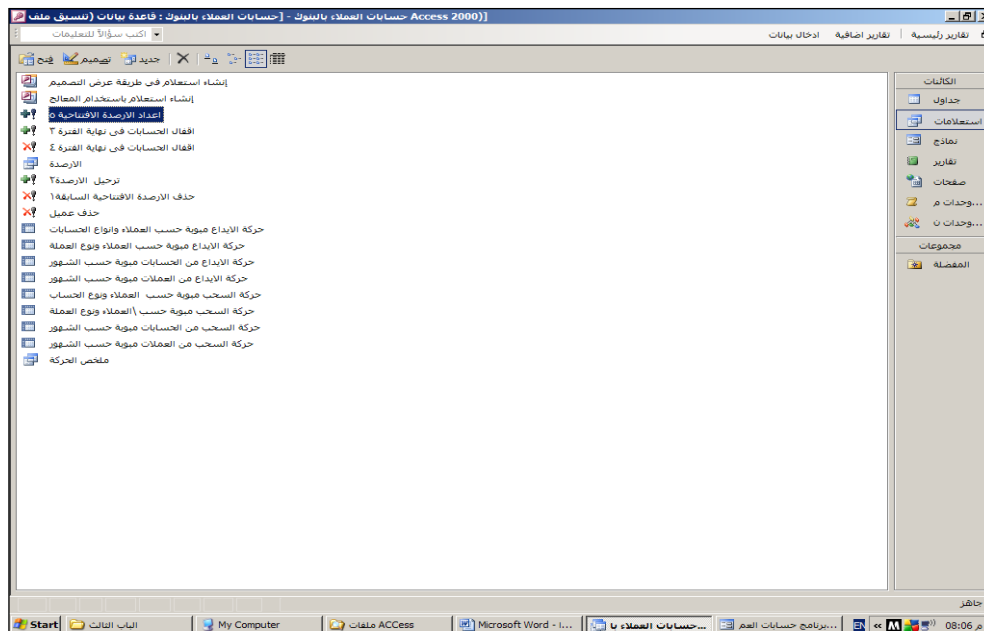 حسابات العملاء بالبنوك - [حسابات العملاء بالبنوك : قاعدة بيانات (تنسيق ملف Access 2000)]
تقارير رئيسية تقارير اضافية ادخال بيانات
اكتب سؤالاً للتعليمات
فتح تصميم جديد
الكائنات
جداول
استعلامات
نماذج
تقارير
صفحات
وحدات م...
وحدات ن...
مجموعات
المفضلة
إنشاء استعلام في طريقة عرض التصميم
إنشاء استعلام باستخدام المعالج
اعداد الارصدة الافتتاحية ٥
اقفال الحسابات فى نهاية الفترة ٣
اقفال الحسابات فى نهاية الفترة ٤
الارصدة
ترحيل الارصدة٢
حذف الارصدة الافتتاحية السابقة١
حذف عميل
حركة الايداع مبوبة حسب العملاء وانواع الحسابات
حركة الايداع مبوبة حسب العملاء ونوع العملة
حركة الايداع من الحسابات مبوبة حسب الشهور
حركة الايداع من العملات مبوبة حسب الشهور
حركة السحب مبوبة حسب العملاء ونوع الحساب
حركة السحب مبوبة حسب \العملاء ونوع العملة
حركة السحب من الحسابات مبوبة حسب الشهور
حركة السحب من العملات مبوبة حسب الشهور
ملخص الحركة
جاهز
Start
الباب الثالث
My Computer
ملفات ACCess
Microsoft Word - ا...
حسابات العملاء با...
برنامج حسابات العم...
EN
08:06 م